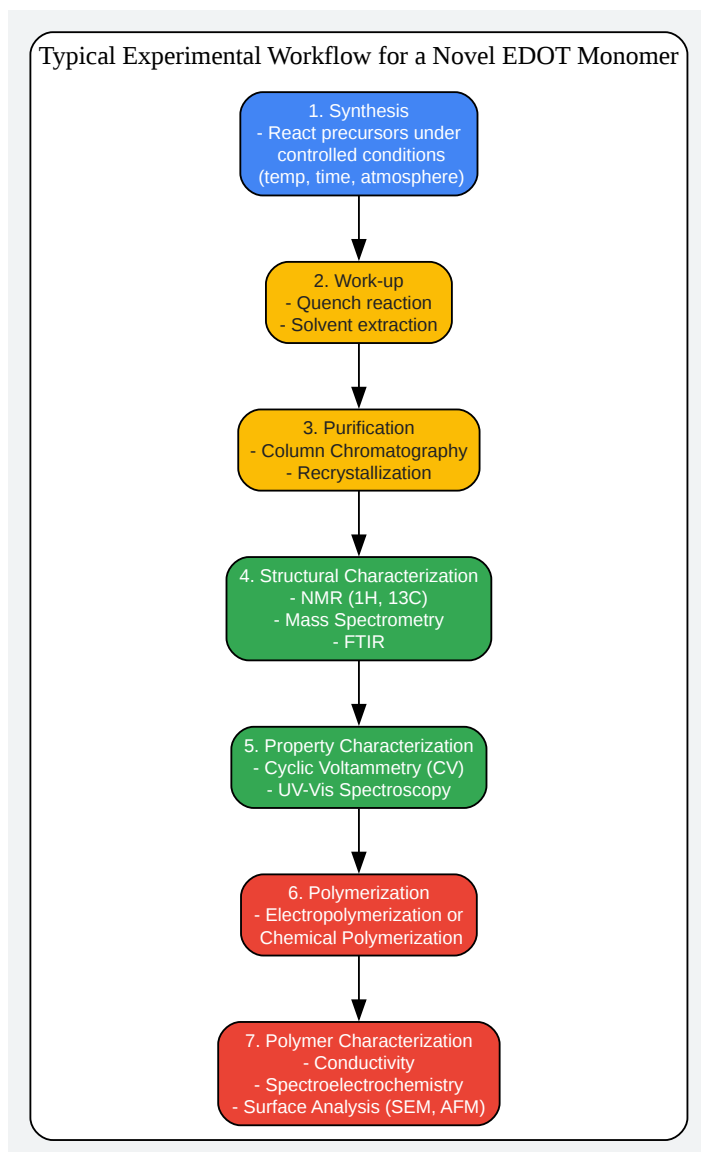 Typical Experimental Workflow for a Novel EDOT Monomer
1. Synthesis
- React precursors under
controlled conditions
(temp, time, atmosphere)
2. Work-up
- Quench reaction
- Solvent extraction
3. Purification
- Column Chromatography
- Recrystallization
4. Structural Characterization
- NMR (1H, 13C)
- Mass Spectrometry
- FTIR
5. Property Characterization
- Cyclic Voltammetry (CV)
- UV-Vis Spectroscopy
6. Polymerization
- Electropolymerization or
Chemical Polymerization
7. Polymer Characterization
- Conductivity
- Spectroelectrochemistry
- Surface Analysis (SEM, AFM)